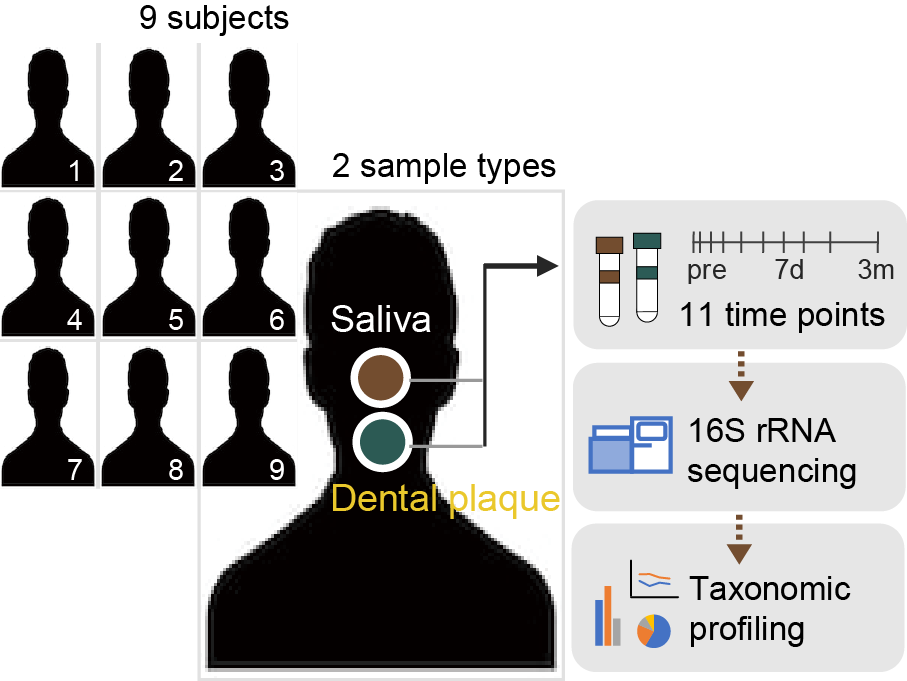 9 subjects
1
2
3
4
5
6
7
8
9
2 sample types
Saliva
Dental plaque
pre
7d
3m
11 time points
16S rRNA
sequencing
Taxonomic
profiling